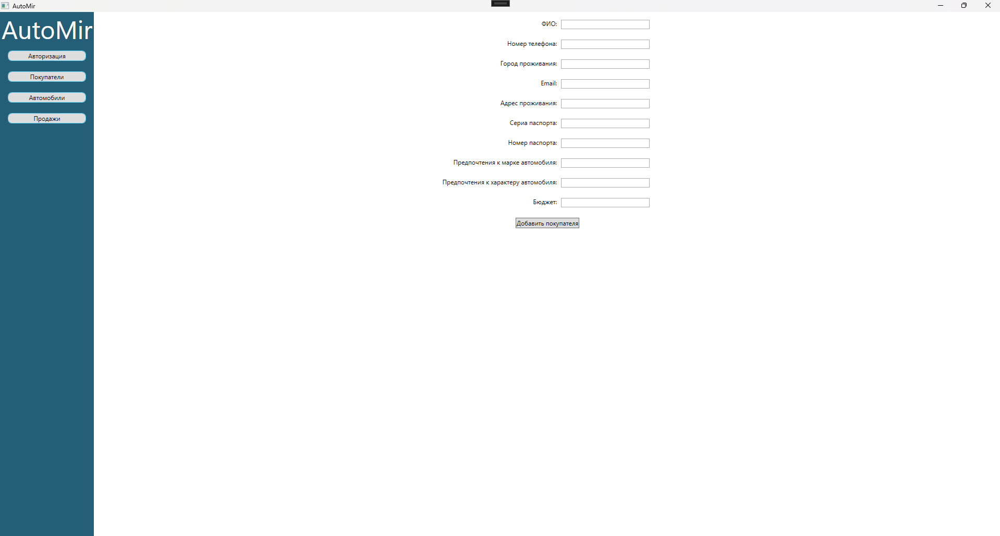 AutoMir
AutoMir
Авторизация
Покупатели
Автомобили
Продажи
ФИО:
Номер телефона:
Город проживания:
Email:
Адрес проживания:
Сериа паспорта:
Номер паспорта:
Предпочтения к марке автомобиля:
Предпочтения к характеру автомобиля:
Бюджет:
Добавить покупателя